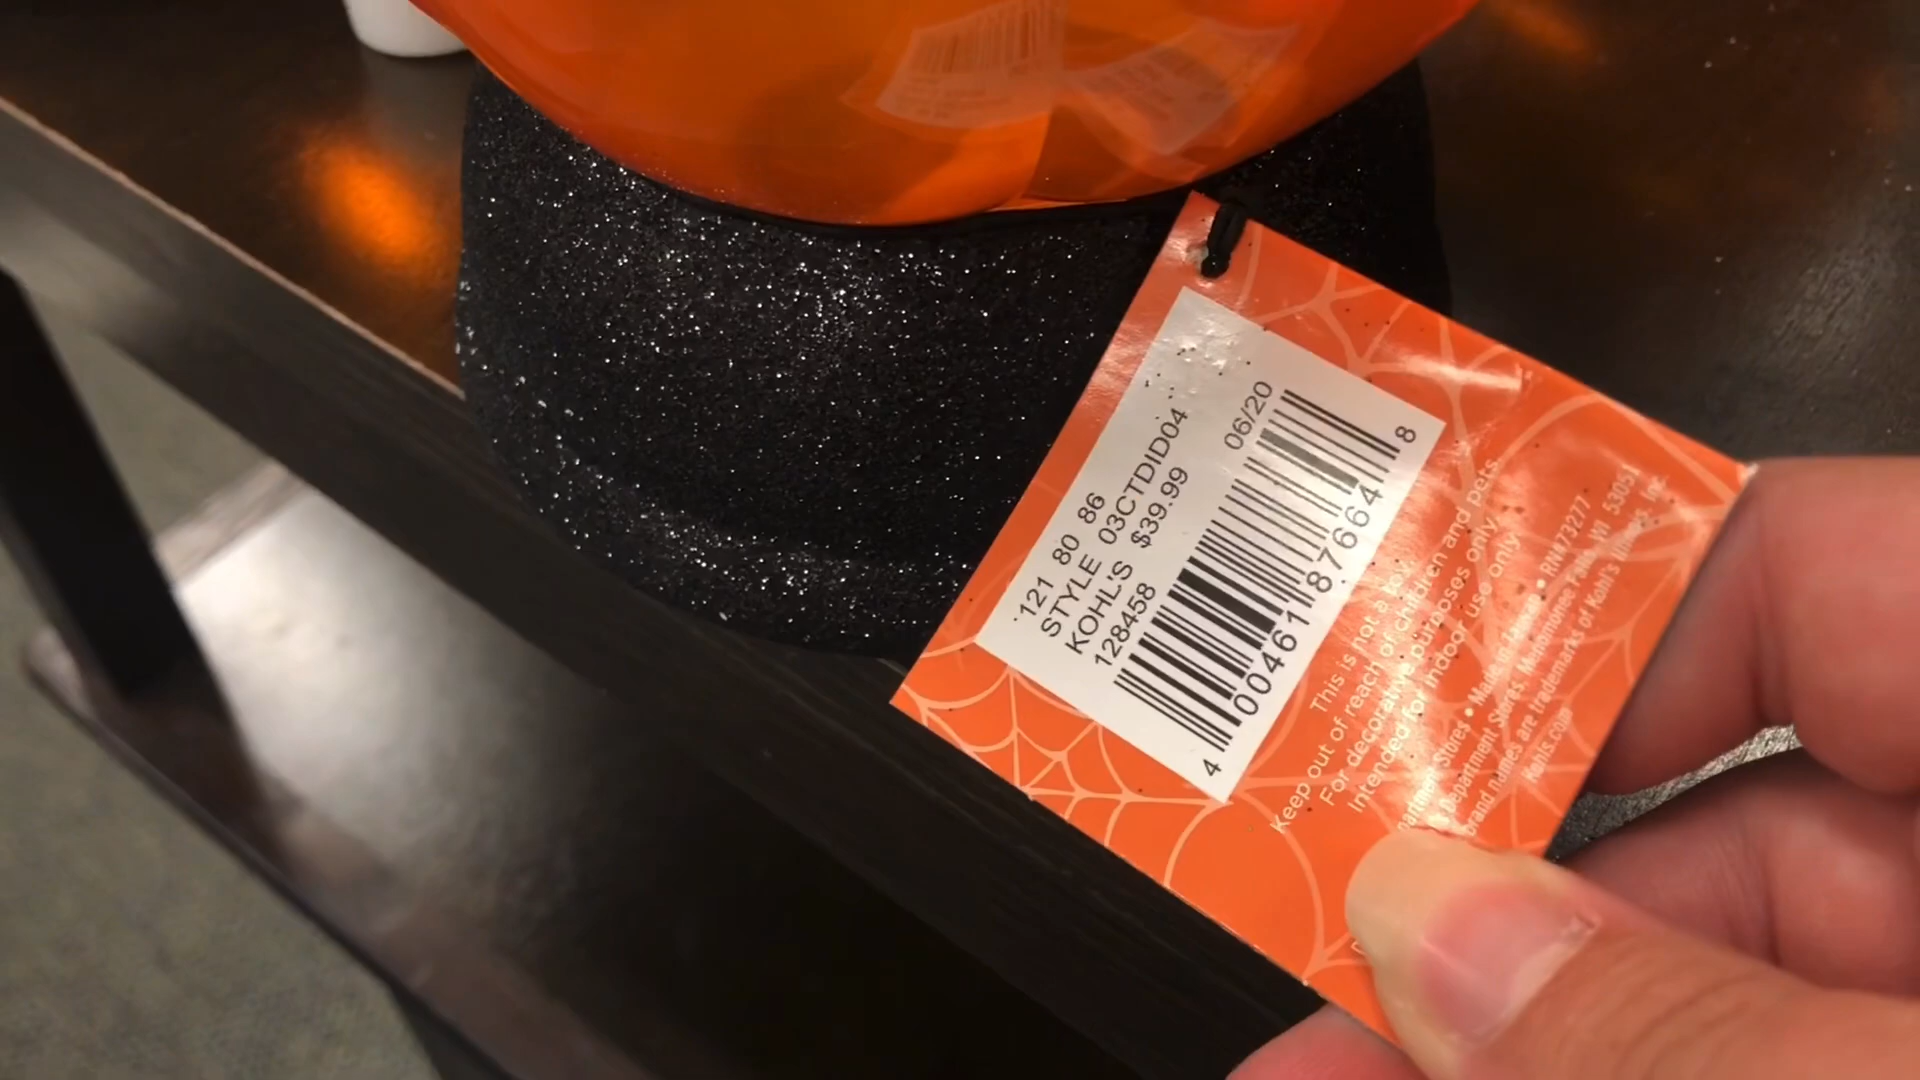 121 80 86
STYLE 03CTDID04
KOHL'S $39.99
128458 06/20
4 00461 87664 8
This is not a toy.
Keep out of reach of children and pets.
For decorative purposes only.
Intended for indoor use only
Stores • Made in • RN#73277
Department Stores, Menomonee Falls, WI 53051
brand names are trademarks of Kohl's Illinois, Inc.
Kohls.com